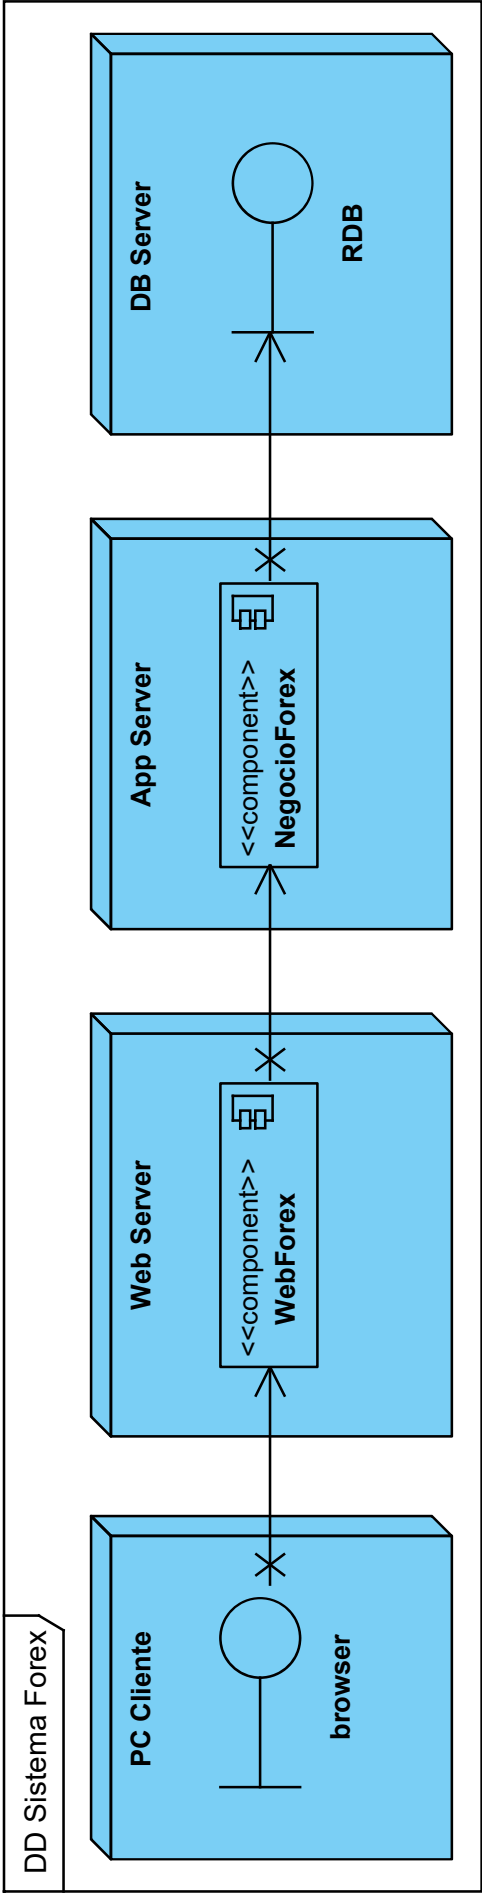 DD Sistema Forex
PC Cliente
browser
Web Server
<<component>>
WebForex
App Server
<<component>>
NegocioForex
DB Server
RDB